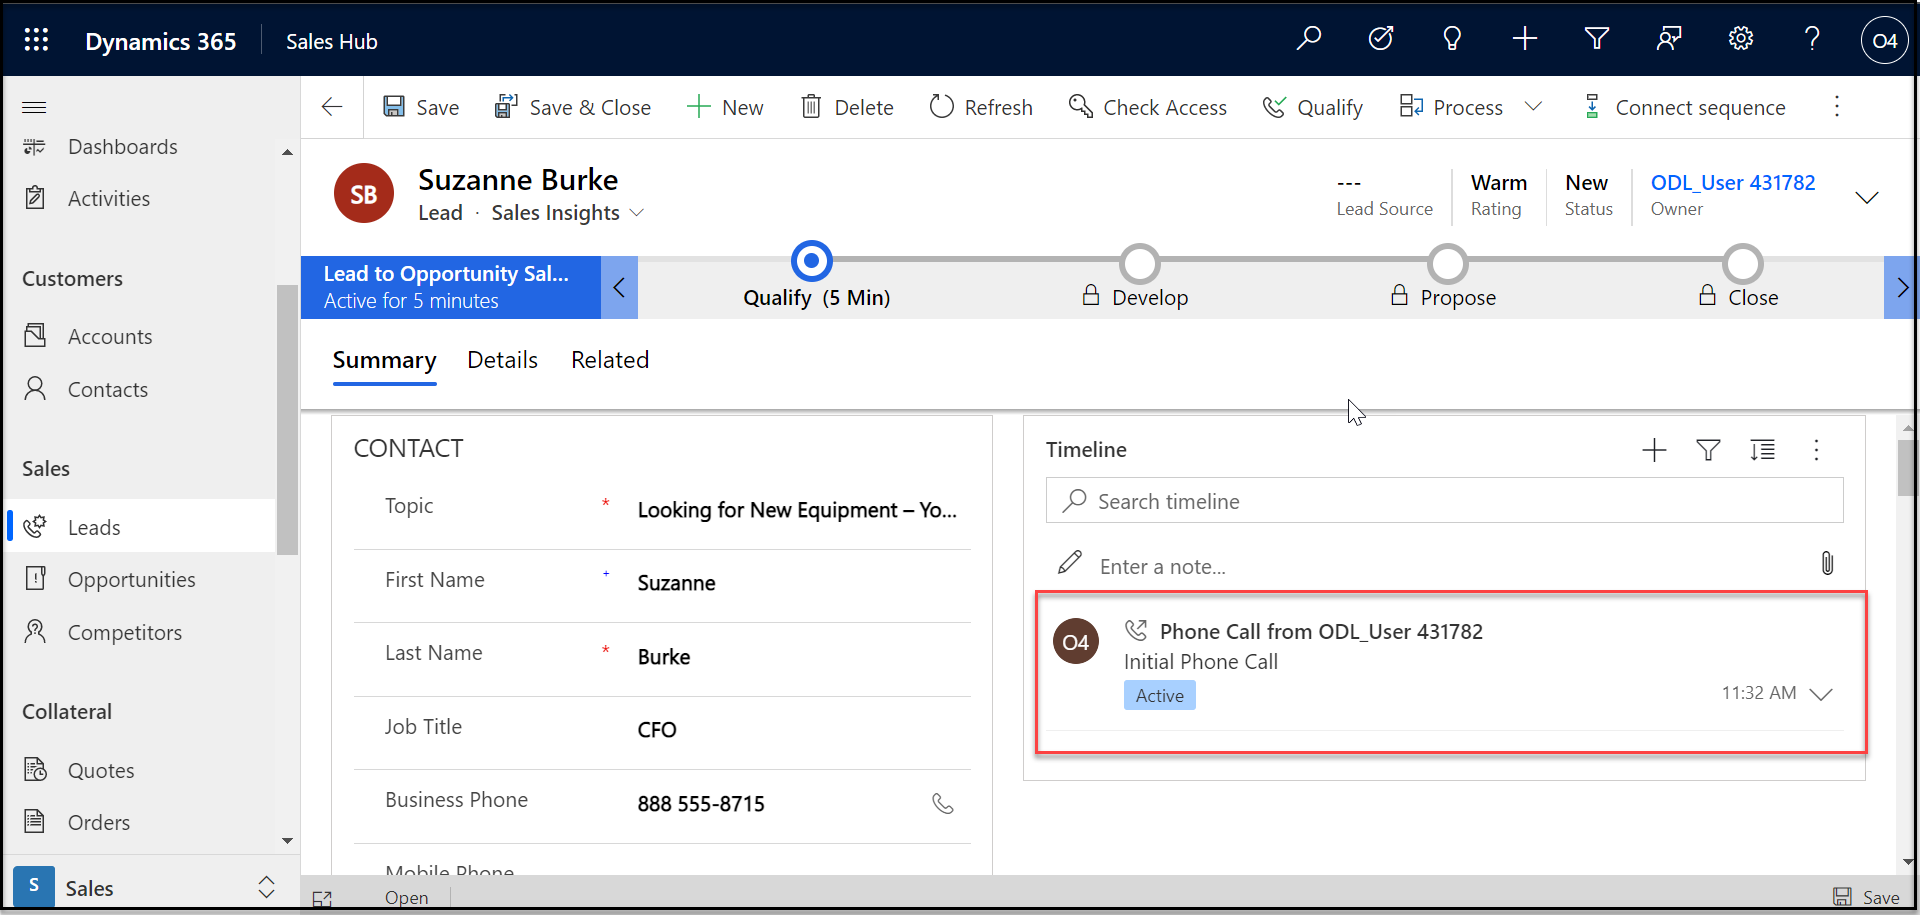 Dynamics 365 Sales Hub O4
Save Save & Close New Delete Refresh Check Access Qualify Process Connect sequence
Dashboards
Activities
Customers
Accounts
Contacts
Sales
Leads
Opportunities
Competitors
Collateral
Quotes
Orders
S Sales
SB
Suzanne Burke
Lead · Sales Insights
---
Lead Source
Warm
Rating
New
Status
ODL_User 431782
Owner
Lead to Opportunity Sal...
Active for 5 minutes
Qualify (5 Min)
Develop
Propose
Close
Summary Details Related
CONTACT
Topic * Looking for New Equipment – Yo...
First Name + Suzanne
Last Name * Burke
Job Title CFO
Business Phone 888 555-8715
Mobile Phone
Timeline
Search timeline
Enter a note...
O4
Phone Call from ODL_User 431782
Initial Phone Call
Active
11:32 AM
Open
Save